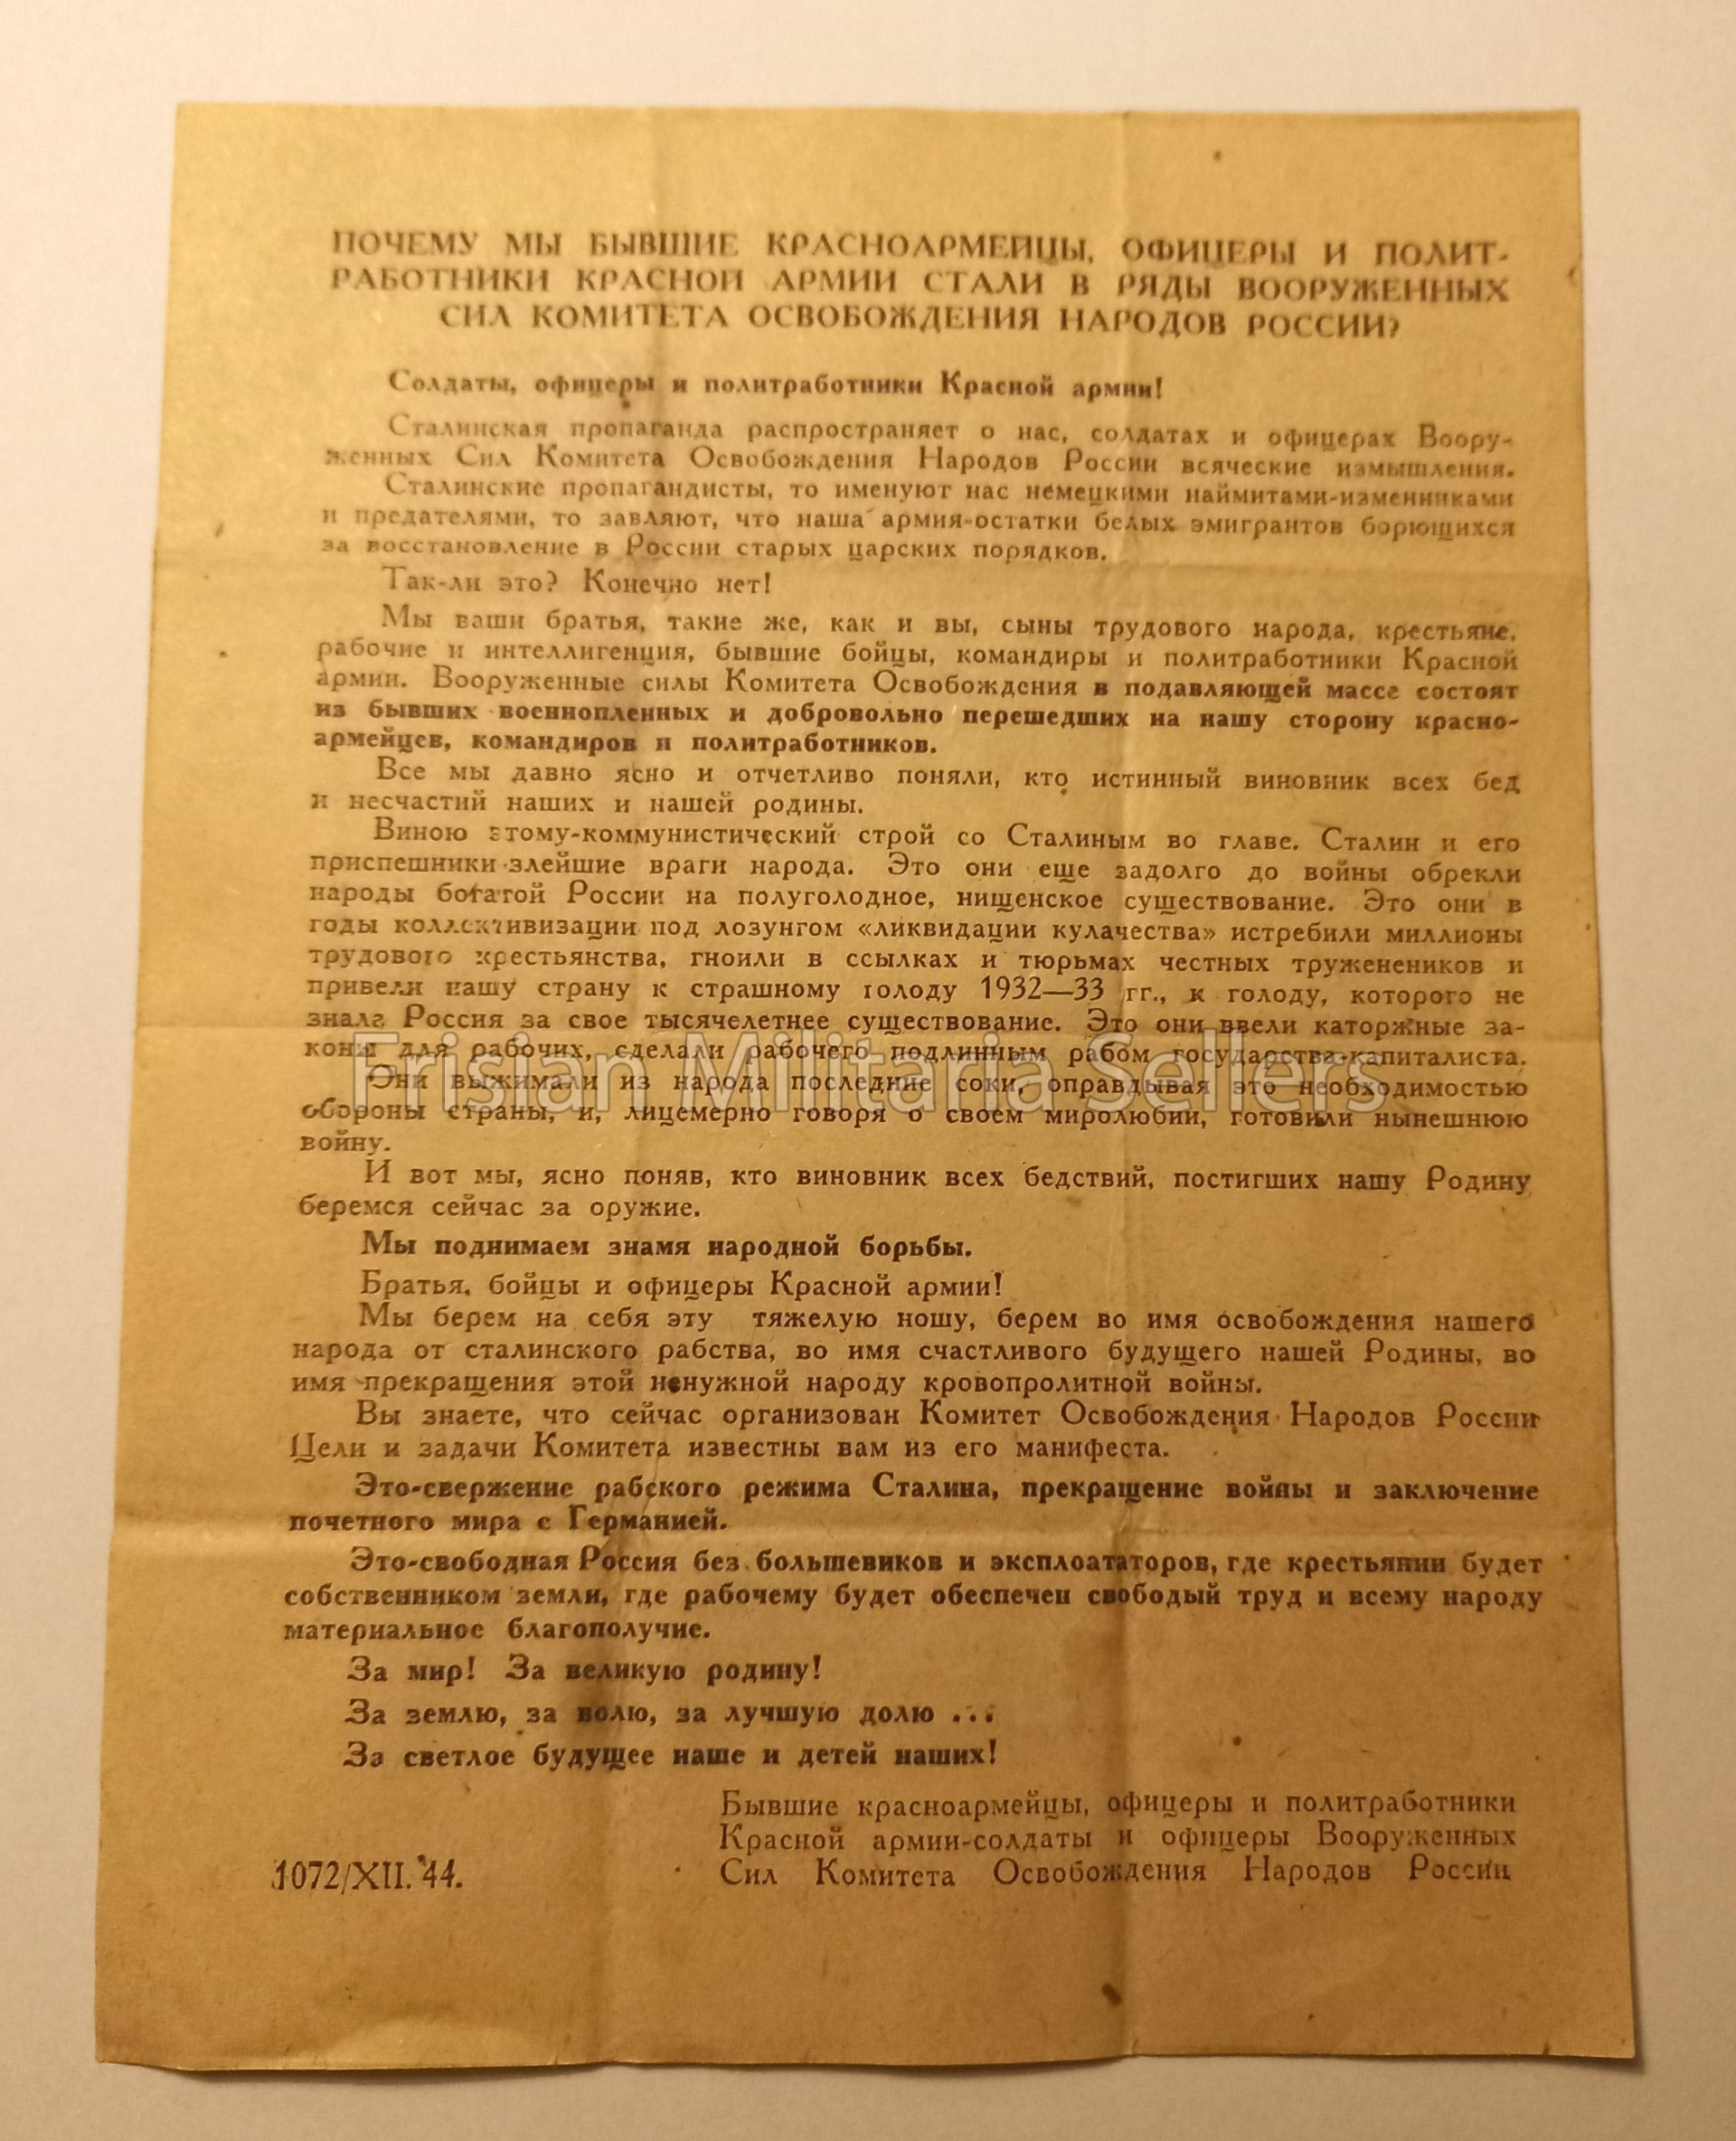 ПОЧЕМУ МЫ БЫВШИЕ КРАСНОАРМЕЙЦЫ, ОФИЦЕРЫ И ПОЛИТ-
РАБОТНИКИ КРАСНОЙ АРМИИ СТАЛИ В РЯДЫ ВООРУЖЕННЫХ
СИЛ КОМИТЕТА ОСВОБОЖДЕНИЯ НАРОДОВ РОССИИ?
Солдаты, офицеры и политработники Красной армии!
Сталинская пропаганда распространяет о нас, солдатах и офицерах Воору-
женных Сил Комитета Освобождения Народов России всяческие измышления.
Сталинские пропагандисты, то именуют нас немецкими наймитами-изменниками
и предателями, то завляют, что наша армия-остатки белых эмигрантов борющихся
за восстановление в России старых царских порядков.
Так-ли это? Конечно нет!
Мы ваши братья, такие же, как и вы, сыны трудового народа, крестьяне,
рабочие и интеллигенция, бывшие бойцы, командиры и политработники Красной
армии. Вооруженные силы Комитета Освобождения в подавляющей массе состоят
из бывших военнопленных и добровольно перешедших на нашу сторону красно-
армейцев, командиров и политработников.
Все мы давно ясно и отчетливо поняли, кто истинный виновник всех бед
и несчастий наших и нашей родины.
Виною этому-коммунистический строй со Сталиным во главе. Сталин и его
приспешники-злейшие враги народа. Это они еще задолго до войны обрекли
народы богатой России на полуголодное, нищенское существование. Это они в
годы коллективизации под лозунгом «ликвидации кулачества» истребили миллионы
трудового крестьянства, гноили в ссылках и тюрьмах честных труженеников и
привели нашу страну к страшному голоду 1932—33 гг., к голоду, которого не
знала Россия за свое тысячелетнее существование. Это они ввели каторжные за-
коны для рабочих, сделали рабочего подлинным рабом государства-капиталиста.
Frisian Militaria Sellers
Они выжимали из народа последние соки, оправдывая это необходимостью
обороны страны, и, лицемерно говоря о своем миролюбии, готовили нынешнюю
войну.
И вот мы, ясно поняв, кто виновник всех бедствий, постигших нашу Родину
беремся сейчас за оружие.
Мы поднимаем знамя народной борьбы.
Братья, бойцы и офицеры Красной армии!
Мы берем на себя эту тяжелую ношу, берем во имя освобождения нашего
народа от сталинского рабства, во имя счастливого будущего нашей Родины, во
имя прекращения этой ненужной народу кровопролитной войны.
Вы знаете, что сейчас организован Комитет Освобождения Народов России
Цели и задачи Комитета известны вам из его манифеста.
Это-свержение рабского режима Сталина, прекращение войны и заключение
почетного мира с Германией.
Это-свободная Россия без большевиков и эксплоататоров, где крестьянин будет
собственником земли, где рабочему будет обеспечен свободый труд и всему народу
материальное благополучие.
За мир! За великую родину!
За землю, за волю, за лучшую долю ...
За светлое будущее наше и детей наших!
Бывшие красноармейцы, офицеры и политработники
Красной армии-солдаты и офицеры Вооруженных
Сил Комитета Освобождения Народов России
1072/XII. 44.